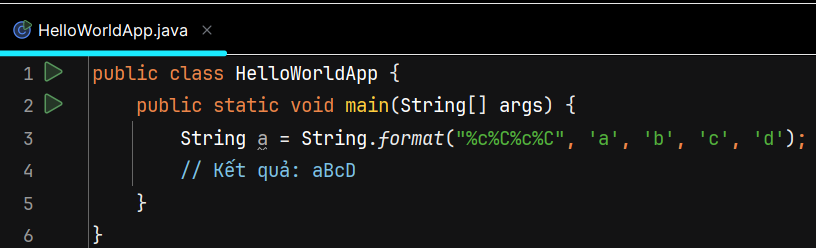 HelloWorldApp.java ×
1 public class HelloWorldApp {
2 public static void main(String[] args) {
3 String a = String.format("%c%C%c%C", 'a', 'b', 'c', 'd');
4 // Kết quả: aBcD
5 }
6 }